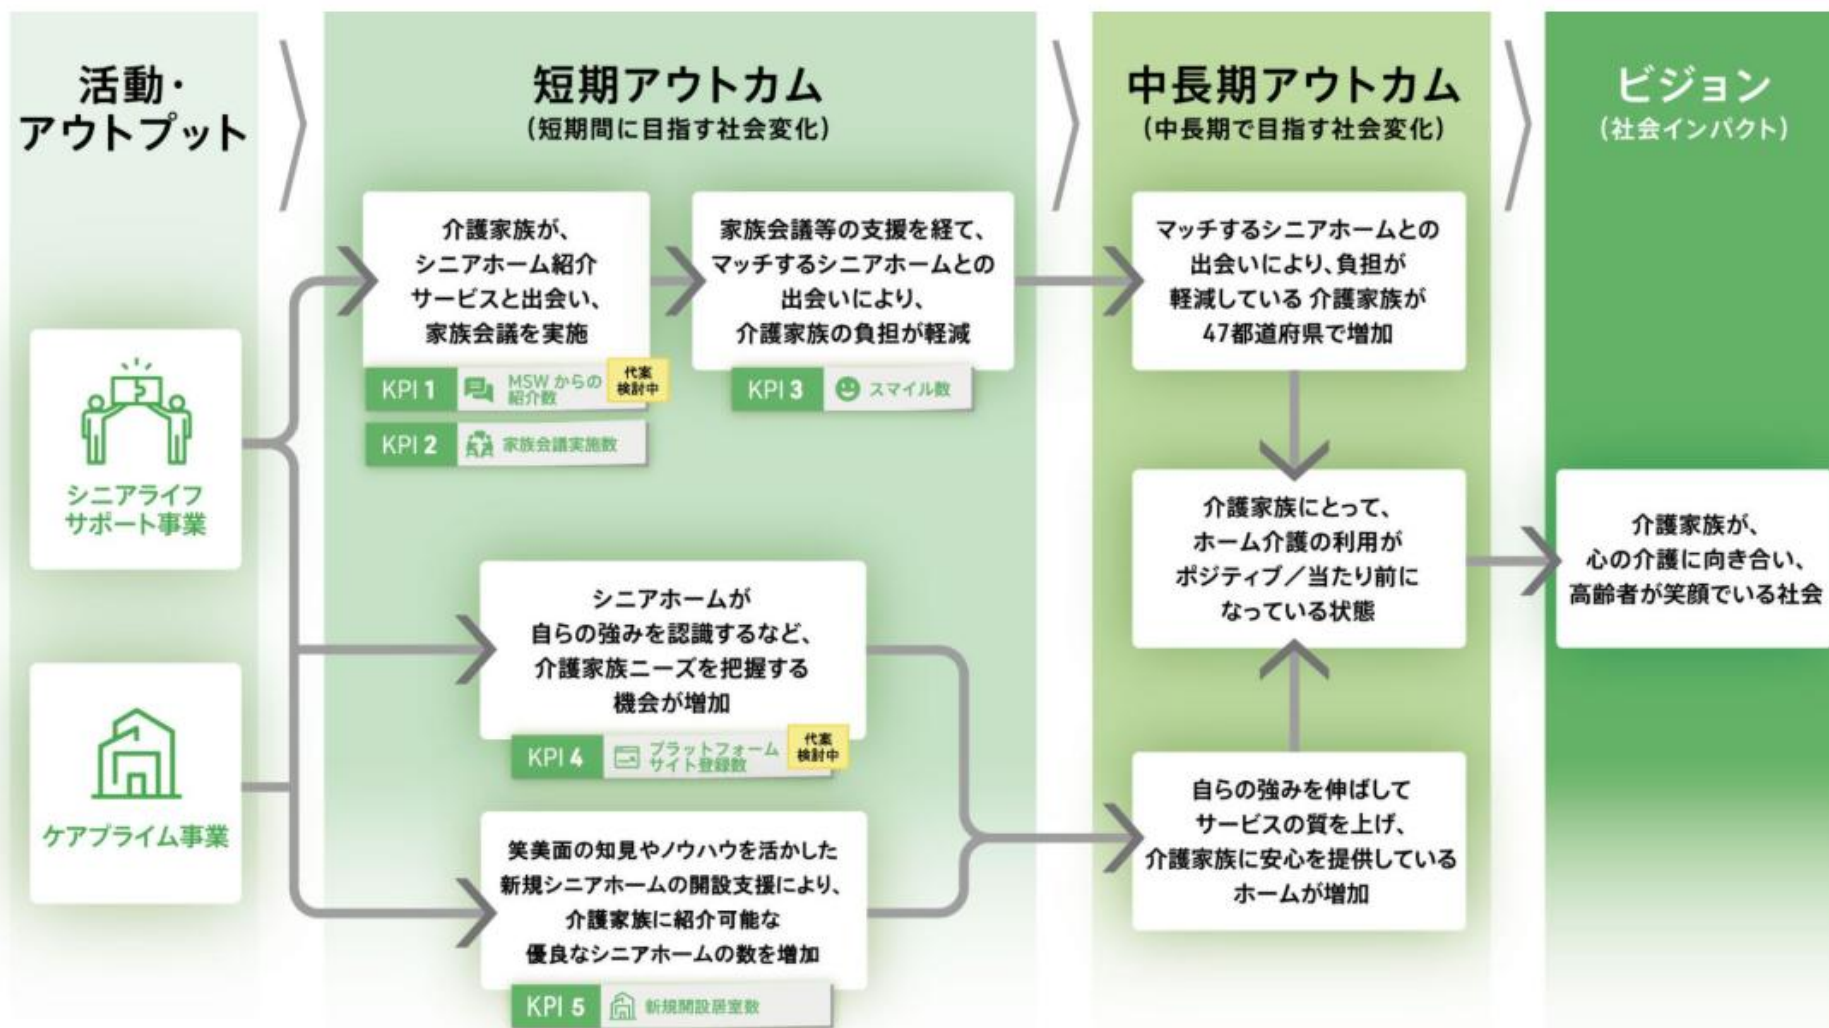 活動・
アウトプット
短期アウトカム
(短期間に目指す社会変化)
中長期アウトカム
(中長期で目指す社会変化)
ビジョン
(社会インパクト)
シニアライフ
サポート事業
ケアプライム事業
介護家族が、
シニアホーム紹介
サービスと出会い、
家族会議を実施
KPI 1
MSW からの
紹介数
代案
検討中
KPI 2
家族会議実施数
家族会議等の支援を経て、
マッチするシニアホームとの
出会いにより、
介護家族の負担が軽減
KPI 3
スマイル数
シニアホームが
自らの強みを認識するなど、
介護家族ニーズを把握する
機会が増加
KPI 4
プラットフォーム
サイト登録数
代案
検討中
笑美面の知見やノウハウを活かした
新規シニアホームの開設支援により、
介護家族に紹介可能な
優良なシニアホームの数を増加
KPI 5
新規開設居室数
マッチするシニアホームとの
出会いにより、負担が
軽減している 介護家族が
47都道府県で増加
介護家族にとって、
ホーム介護の利用が
ポジティブ／当たり前に
なっている状態
自らの強みを伸ばして
サービスの質を上げ、
介護家族に安心を提供している
ホームが増加
介護家族が、
心の介護に向き合い、
高齢者が笑顔でいる社会